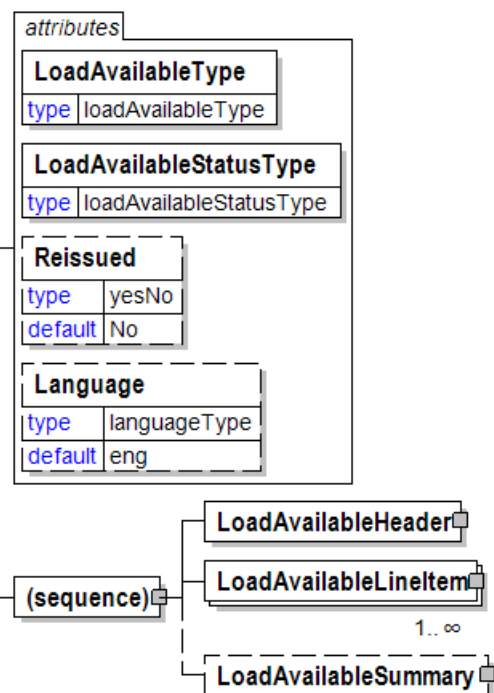 attributes
LoadAvailableType
type loadAvailableType
LoadAvailableStatusType
type loadAvailableStatusType
Reissued
type yesNo
default No
Language
type languageType
default eng
LoadAvailableHeader
LoadAvailableLineItem
(sequence)
1.. ∞
LoadAvailableSummary